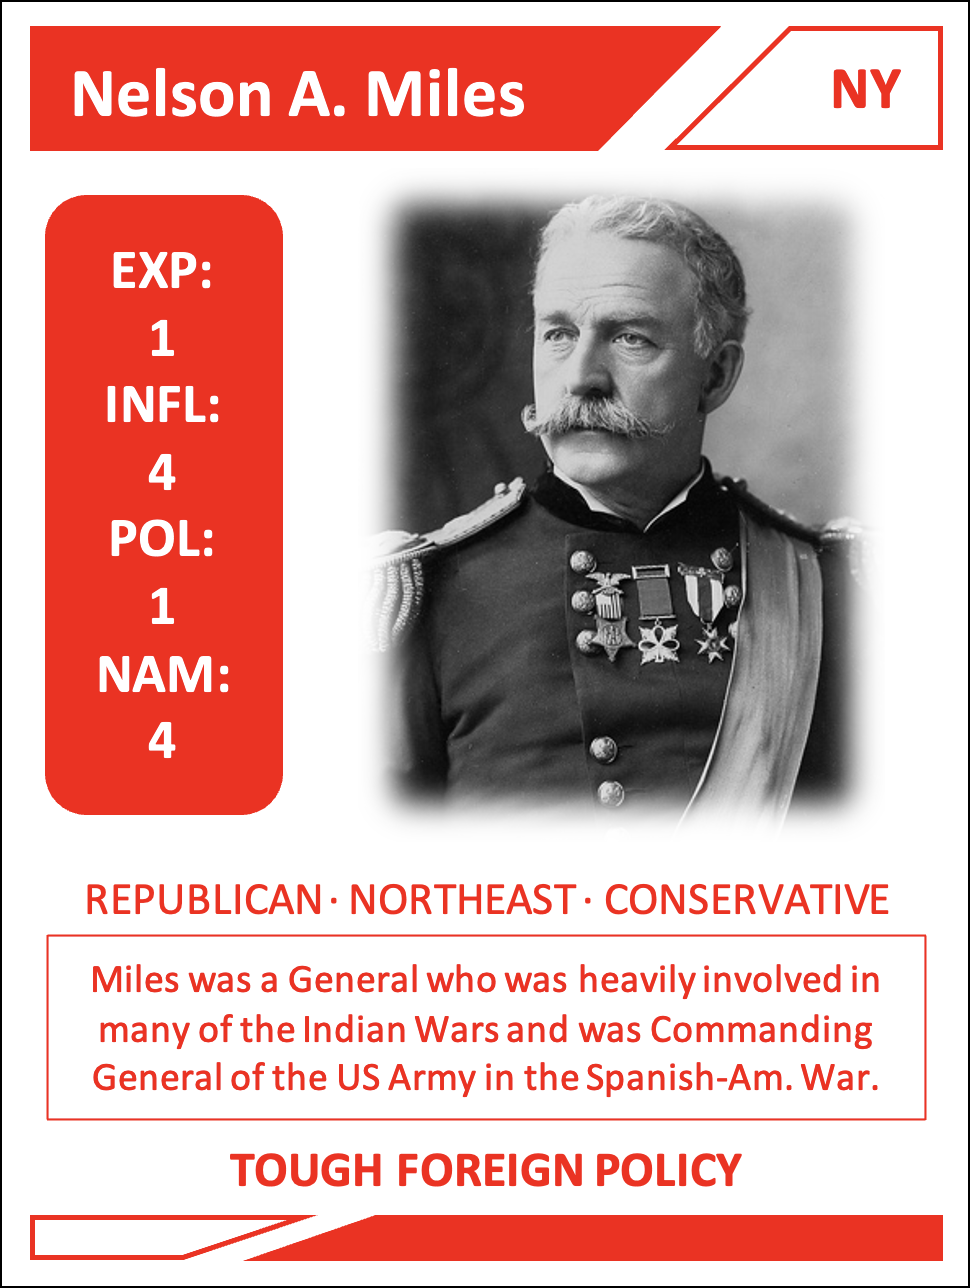 Nelson A. Miles
NY
EXP:
1
INFL:
4
POL:
1
NAM:
4
REPUBLICAN · NORTHEAST · CONSERVATIVE
Miles was a General who was heavily involved in
many of the Indian Wars and was Commanding
General of the US Army in the Spanish-Am. War.
TOUGH FOREIGN POLICY